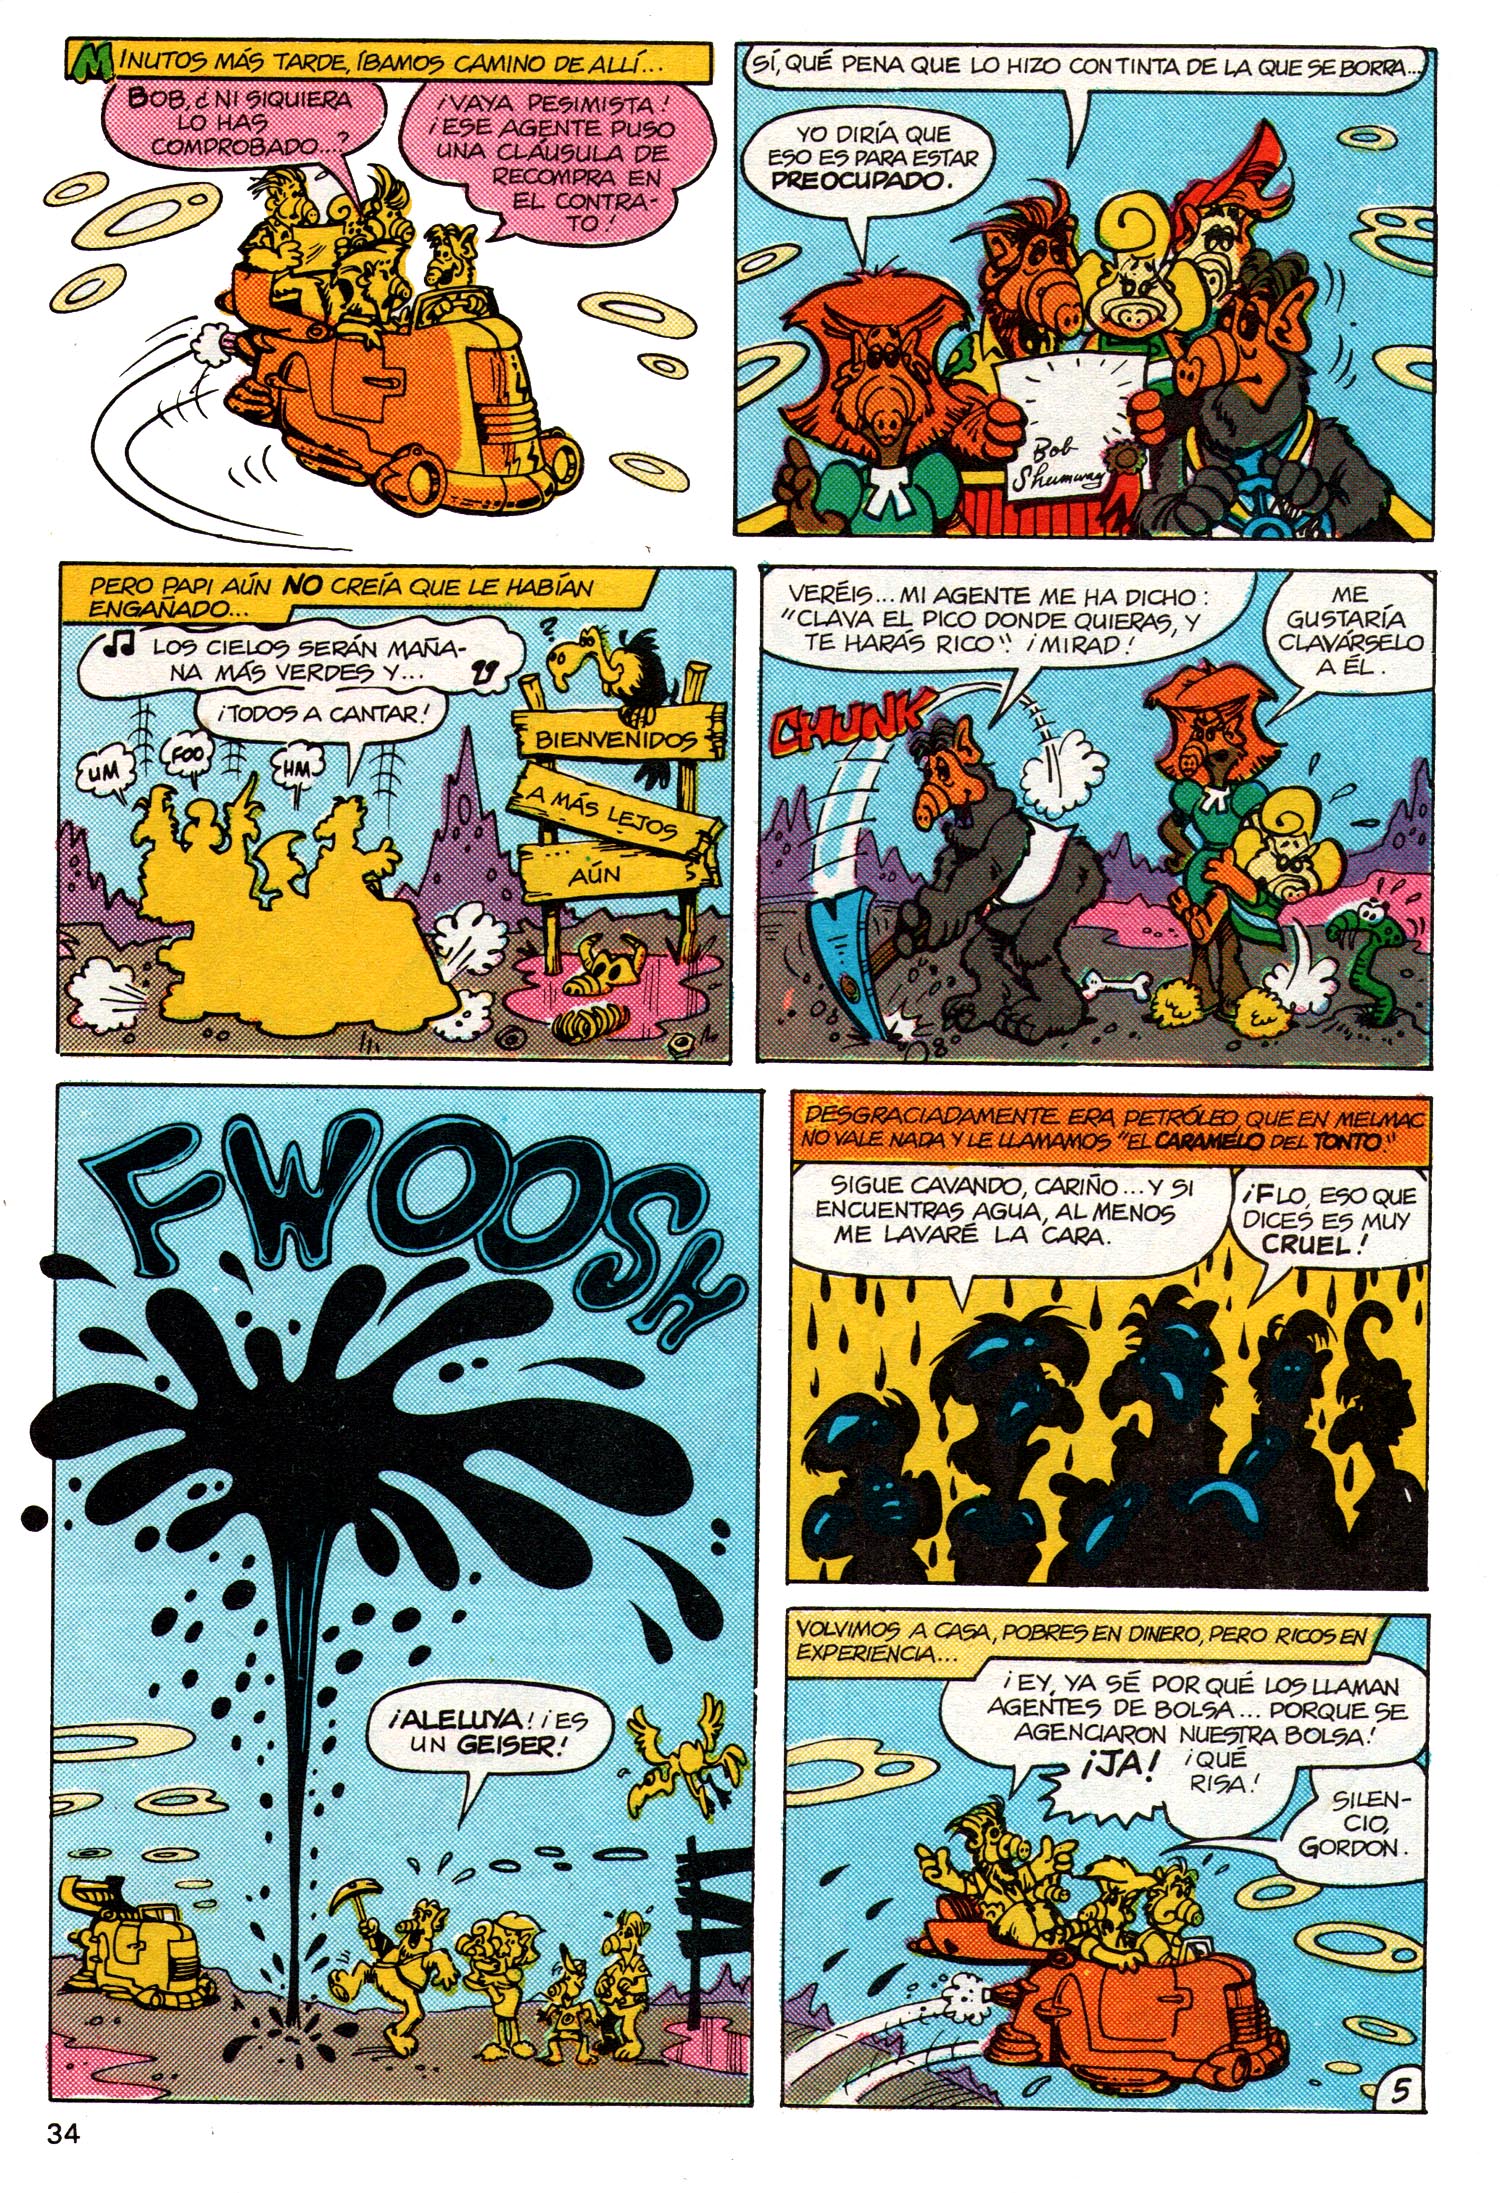 MINUTOS MÁS TARDE, ÍBAMOS CAMINO DE ALLÍ...
BOB, ¿NI SIQUIERA
LO HAS
COMPROBADO...?
¡VAYA PESIMISTA!
¡ESE AGENTE PUSO
UNA CLÁUSULA DE
RECOMPRA EN
EL CONTRA-
TO!
SÍ, QUÉ PENA QUE LO HIZO CON TINTA DE LA QUE SE BORRA...
YO DIRÍA QUE
ESO ES PARA ESTAR
PREOCUPADO.
Bob
Shumway
PERO PAPI AÚN NO CREÍA QUE LE HABÍAN
ENGAÑADO...
LOS CIELOS SERÁN MAÑA-
NA MÁS VERDES Y...
¡TODOS A CANTAR!
UM
FOO
HM
?
BIENVENIDOS
A MÁS LEJOS
AÚN
VERÉIS... MI AGENTE ME HA DICHO:
"CLAVA EL PICO DONDE QUIERAS, Y
TE HARÁS RICO". ¡MIRAD!
ME
GUSTARÍA
CLAVÁRSELO
A ÉL.
CHUNK
FWOOSH
¡ALELUYA! ¡ES
UN GEISER!
DESGRACIADAMENTE ERA PETRÓLEO, QUE EN MELMAC
NO VALE NADA Y LE LLAMAMOS "EL CARAMELO DEL TONTO".
SIGUE CAVANDO, CARIÑO... Y SI
ENCUENTRAS AGUA, AL MENOS
ME LAVARÉ LA CARA.
¡FLO, ESO QUE
DICES ES MUY
CRUEL!
VOLVIMOS A CASA, POBRES EN DINERO, PERO RICOS EN
EXPERIENCIA...
¡EY, YA SÉ POR QUÉ LOS LLAMAN
AGENTES DE BOLSA... PORQUE SE
AGENCIARON NUESTRA BOLSA!
¡JA!
¡QUÉ
RISA!
SILEN-
CIO,
GORDON.
5
34